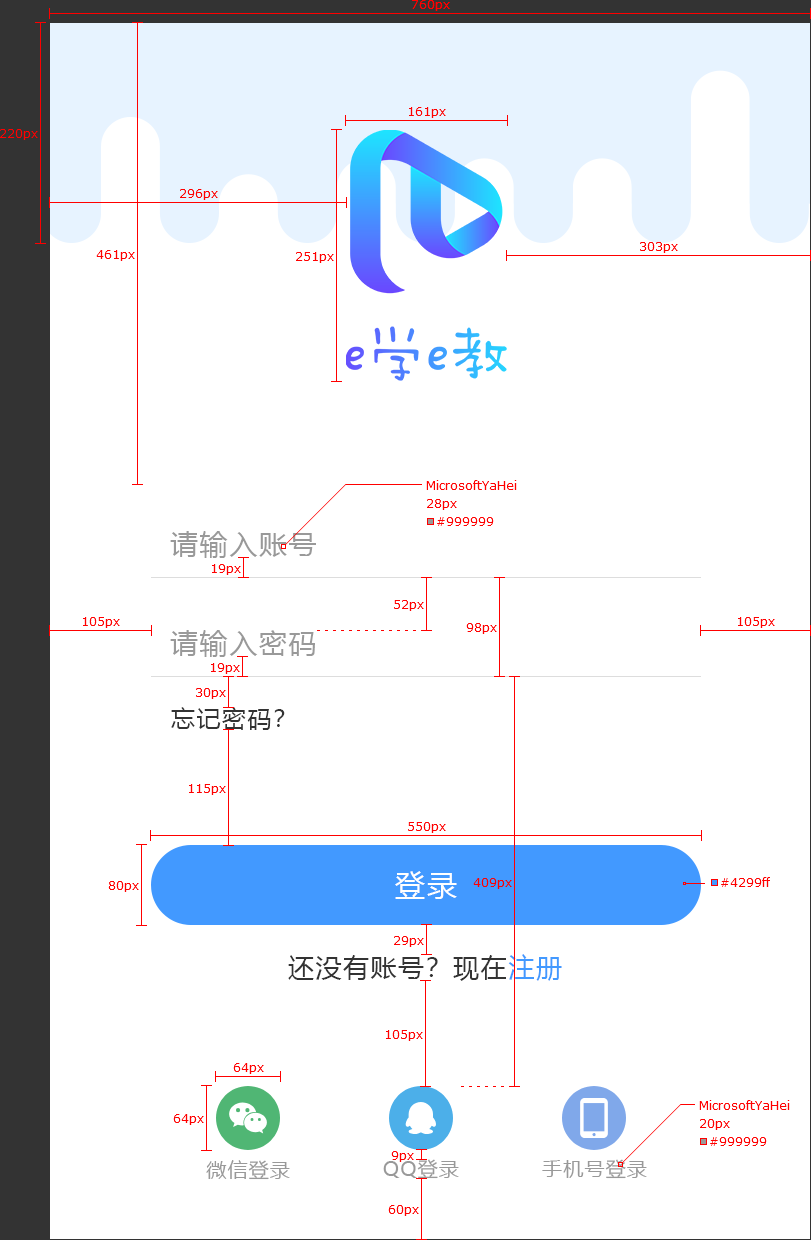 760px
161px
220px
296px
303px
461px
251px
e学e教
MicrosoftYaHei
28px
#999999
请输入账号
19px
52px
105px
98px
105px
请输入密码
19px
30px
忘记密码?
115px
550px
80px
登录
409px
#4299ff
29px
还没有账号? 现在注册
105px
64px
64px
MicrosoftYaHei
20px
#999999
9px
微信登录
QQ登录
手机号登录
60px